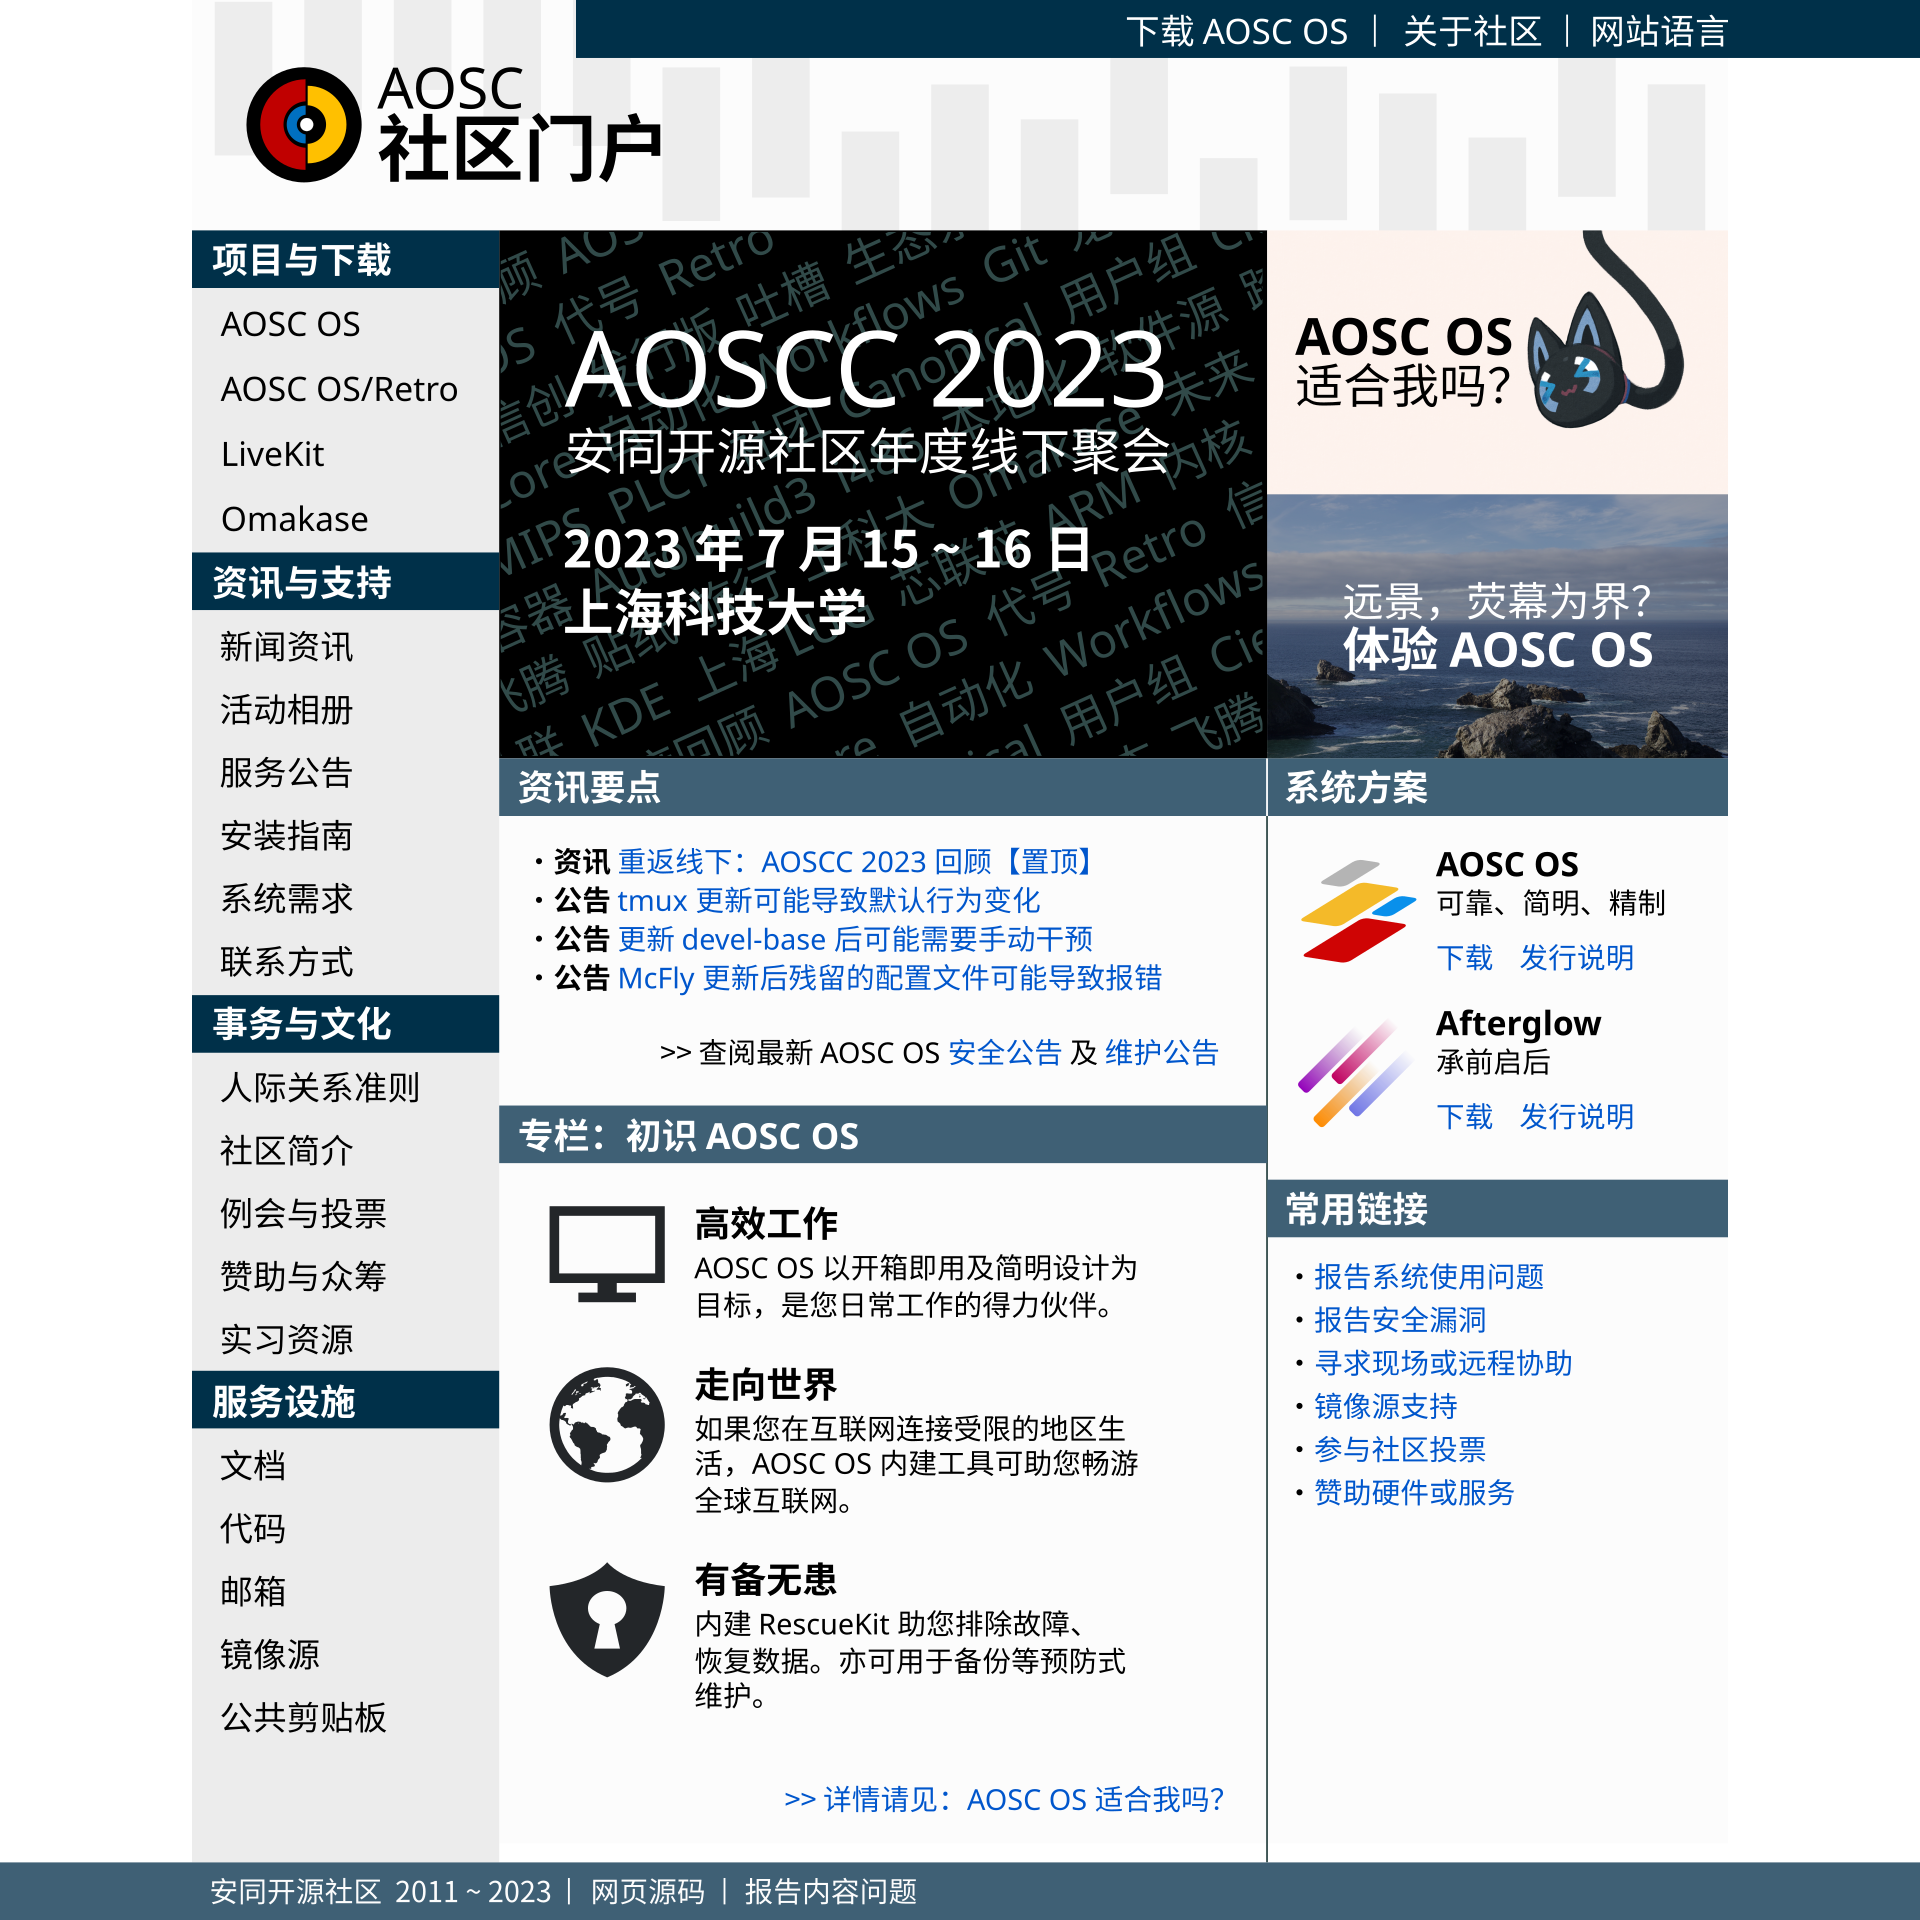 下载 AOSC OS ｜ 关于社区 ｜ 网站语言
AOSC
社区门户
项目与下载
AOSC OS
AOSC OS/Retro
LiveKit
Omakase
资讯与支持
新闻资讯
活动相册
服务公告
安装指南
系统需求
联系方式
事务与文化
人际关系准则
社区简介
例会与投票
赞助与众筹
实习资源
服务设施
文档
代码
邮箱
镜像源
公共剪贴板
AOSCC 2023
安同开源社区年度线下聚会
2023 年 7 月 15 ~ 16 日
上海科技大学
AOSC OS
适合我吗？
远景，荧幕为界？
体验 AOSC OS
资讯要点
· 资讯 重返线下：AOSCC 2023 回顾【置顶】
· 公告 tmux 更新可能导致默认行为变化
· 公告 更新 devel-base 后可能需要手动干预
· 公告 McFly 更新后残留的配置文件可能导致报错
>> 查阅最新 AOSC OS 安全公告 及 维护公告
专栏：初识 AOSC OS
高效工作
AOSC OS 以开箱即用及简明设计为
目标，是您日常工作的得力伙伴。
走向世界
如果您在互联网连接受限的地区生
活，AOSC OS 内建工具可助您畅游
全球互联网。
有备无患
内建 RescueKit 助您排除故障、
恢复数据。亦可用于备份等预防式
维护。
>> 详情请见：AOSC OS 适合我吗？
系统方案
AOSC OS
可靠、简明、精制
下载 发行说明
Afterglow
承前启后
下载 发行说明
常用链接
· 报告系统使用问题
· 报告安全漏洞
· 寻求现场或远程协助
· 镜像源支持
· 参与社区投票
· 赞助硬件或服务
安同开源社区 2011 ~ 2023 ｜ 网页源码 ｜ 报告内容问题